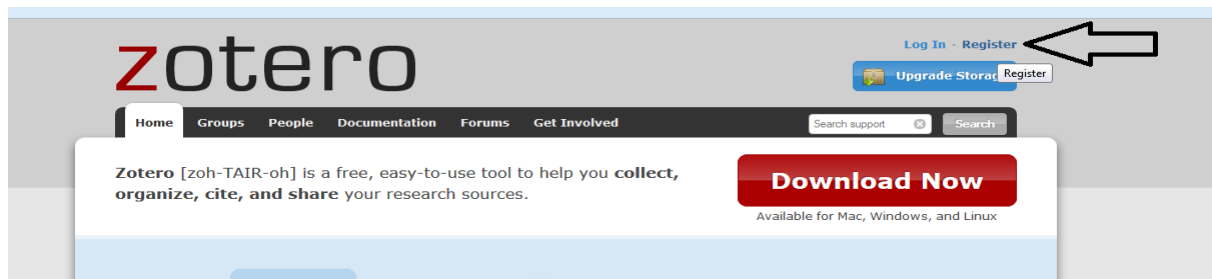 zotero
Log In · Register
Upgrade Storag
Register
Home Groups People Documentation Forums Get Involved
Search support Search
Zotero [zoh-TAIR-oh] is a free, easy-to-use tool to help you collect,
organize, cite, and share your research sources.
Download Now
Available for Mac, Windows, and Linux